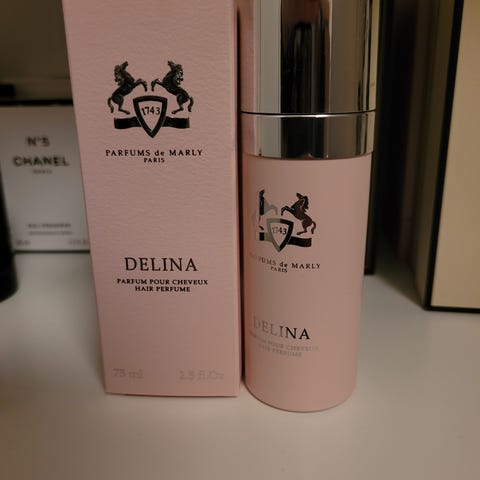 N°5
CHANEL
PARIS
1743
PARFUMS de MARLY
PARIS
DELINA
PARFUM POUR CHEVEUX
HAIR PERFUME
75 ml 2.5 fl.Oz
1743
PARFUMS de MARLY
PARIS
DELINA
PARFUM POUR CHEVEUX
HAIR PERFUME